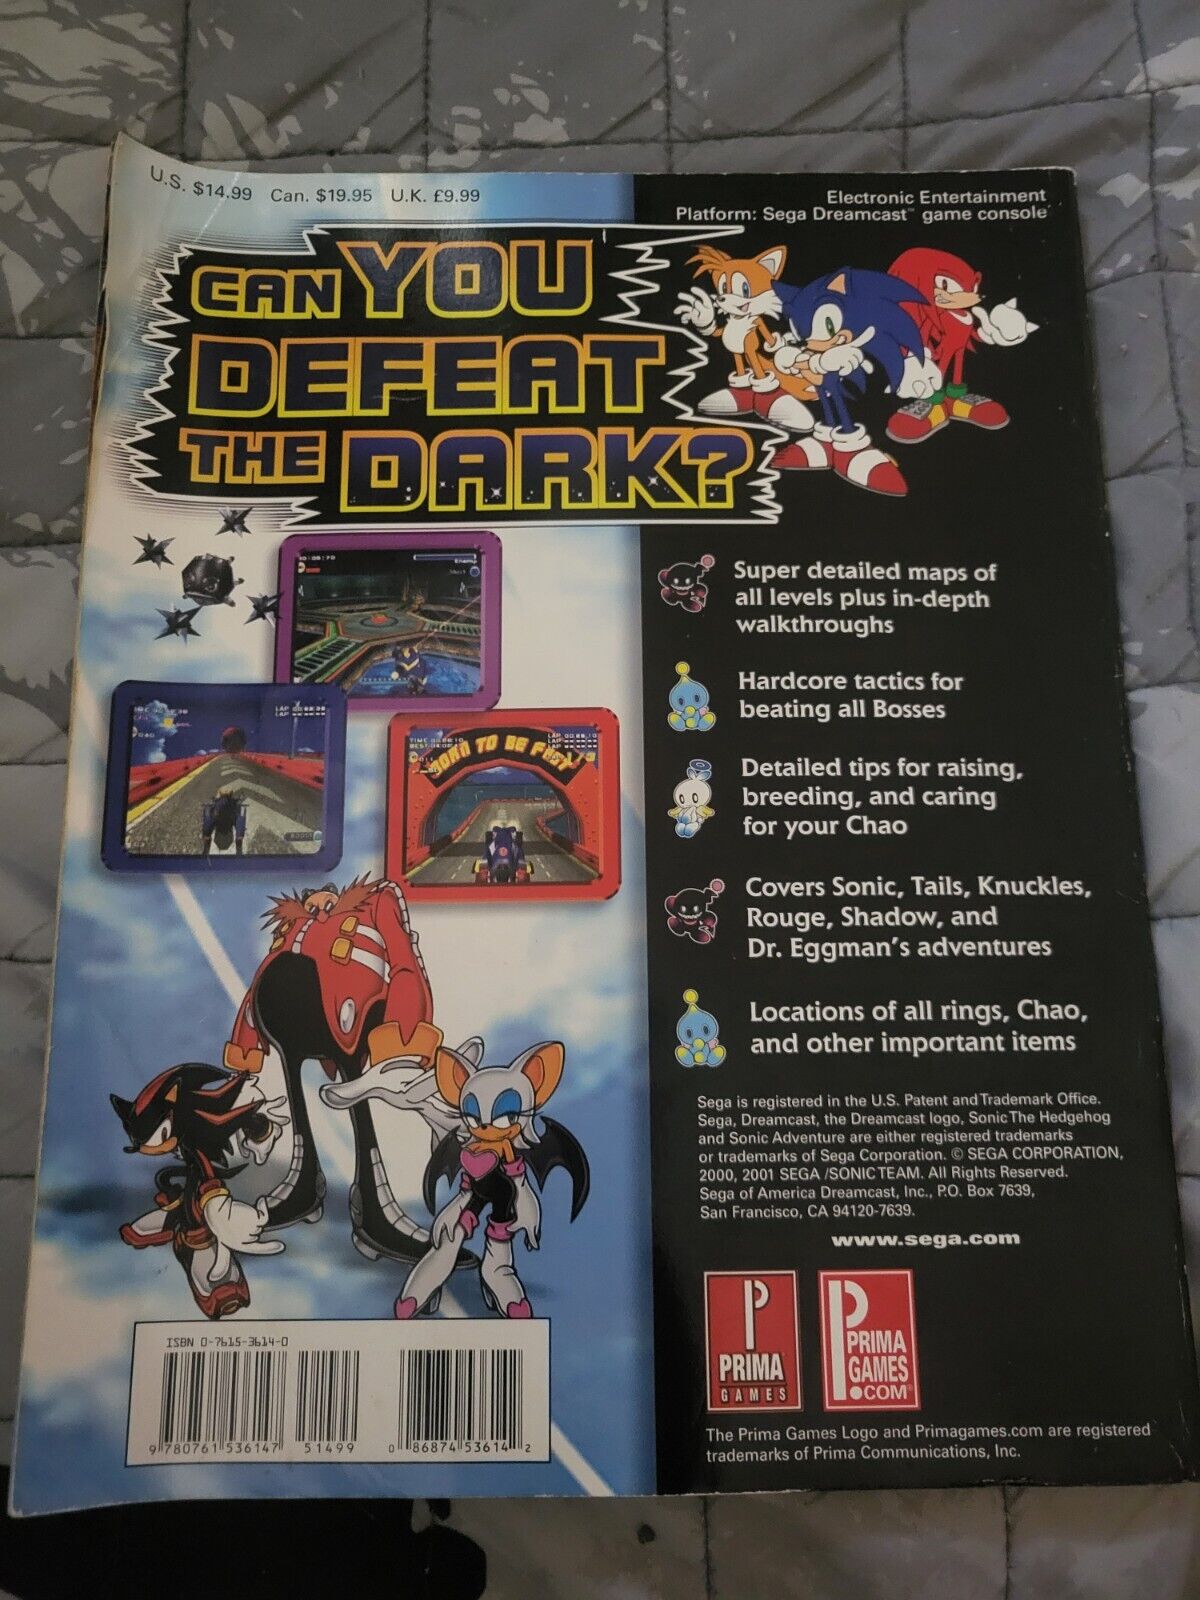 U.S. $14.99 Can. $19.95 U.K. £9.99
Electronic Entertainment
Platform: Sega Dreamcast™ game console
CAN YOU
DEFEAT
THE DARK?
Super detailed maps of
all levels plus in-depth
walkthroughs
Hardcore tactics for
beating all Bosses
Detailed tips for raising,
breeding, and caring
for your Chao
BORN TO BE FREE
Covers Sonic, Tails, Knuckles,
Rouge, Shadow, and
Dr. Eggman's adventures
Locations of all rings, Chao,
and other important items
Sega is registered in the U.S. Patent and Trademark Office.
Sega, Dreamcast, the Dreamcast logo, Sonic The Hedgehog
and Sonic Adventure are either registered trademarks
or trademarks of Sega Corporation. © SEGA CORPORATION,
2000, 2001 SEGA /SONICTEAM. All Rights Reserved.
Sega of America Dreamcast, Inc., P.O. Box 7639,
San Francisco, CA 94120-7639.
www.sega.com
P
PRIMA
GAMES
P
PRIMA
GAMES
.COM®
The Prima Games Logo and Primagames.com are registered
trademarks of Prima Communications, Inc.
ISBN 0-7615-3614-0
9 780761 536147 51499
0 86874 53614 2